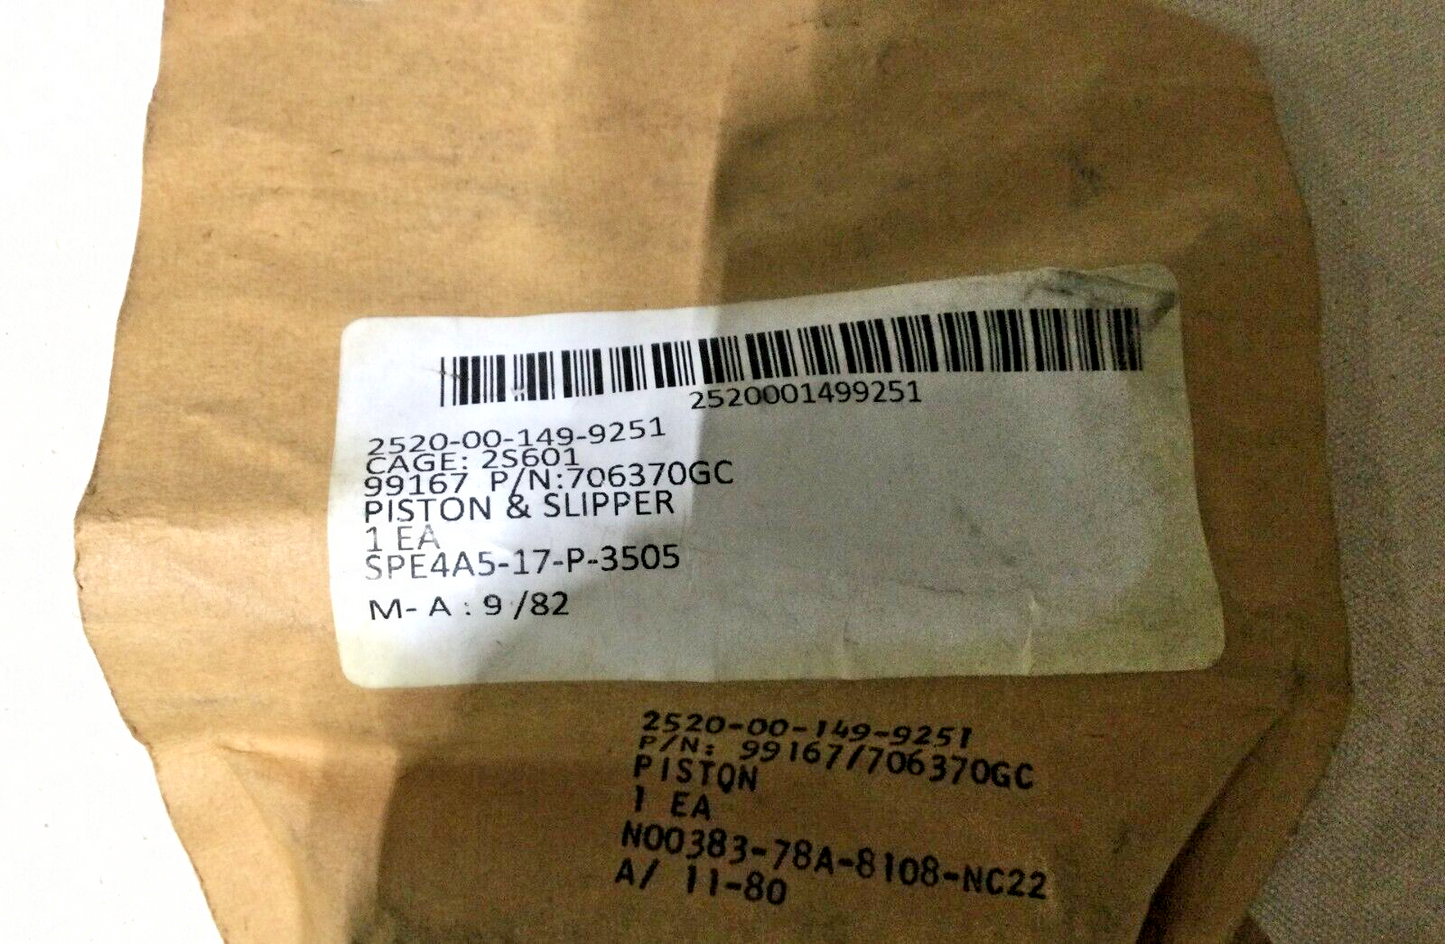 2520001499251
2520-00-149-9251
CAGE: 2S601
99167 P/N:706370GC
PISTON & SLIPPER
1 EA
SPE4A5-17-P-3505
M- A : 9 /82
2520-00-149-9251
P/N: 99167/706370GC
PISTON
1 EA
N00383-78A-8108-NC22
A/ 11-80